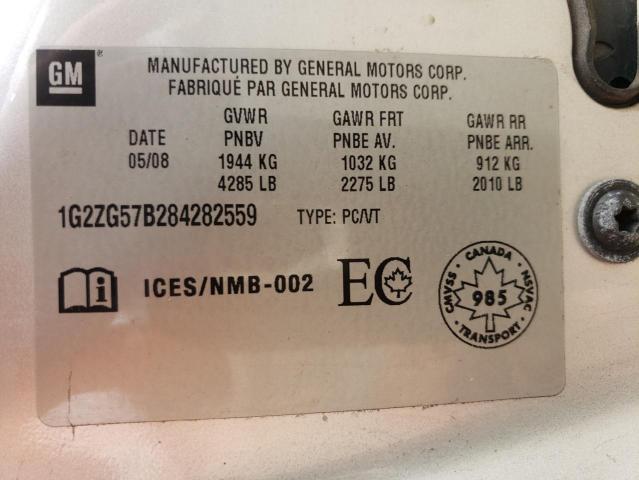 GM ®
MANUFACTURED BY GENERAL MOTORS CORP.
FABRIQUÉ PAR GENERAL MOTORS CORP.
GVWR GAWR FRT GAWR RR
DATE PNBV PNBE AV. PNBE ARR.
05/08 1944 KG 1032 KG 912 KG
4285 LB 2275 LB 2010 LB
1G2ZG57B284282559 TYPE: PC/VT
i ICES/NMB-002 EC
CANADA
CMVSS 985 NSVAC
TRANSPORT